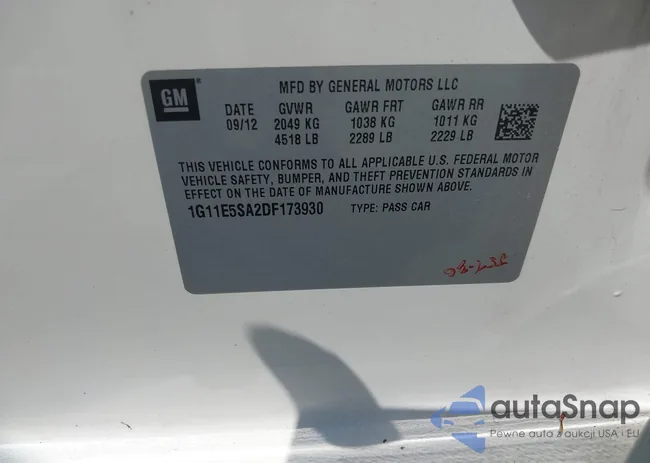 GM
MFD BY GENERAL MOTORS LLC
DATE GVWR GAWR FRT GAWR RR
09/12 2049 KG 1038 KG 1011 KG
4518 LB 2289 LB 2229 LB
THIS VEHICLE CONFORMS TO ALL APPLICABLE U.S. FEDERAL MOTOR
VEHICLE SAFETY, BUMPER, AND THEFT PREVENTION STANDARDS IN
EFFECT ON THE DATE OF MANUFACTURE SHOWN ABOVE.
1G11E5SA2DF173930 TYPE: PASS CAR
autaSnap
Pewne auta z aukcji USA i EU